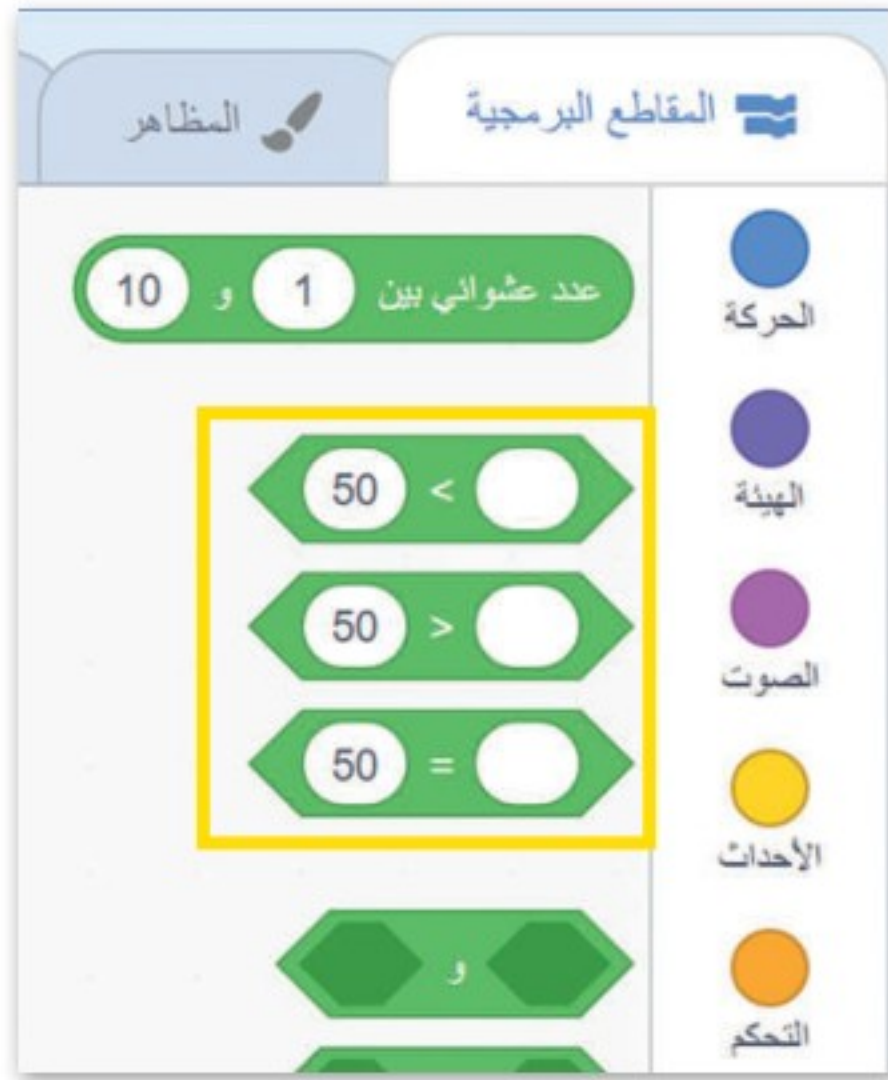 المقاطع البرمجية
المظاهر
الحركة
الهيئة
الصوت
الأحداث
التحكم
عدد عشوائي بين 1 و 10
< 50
> 50
= 50
و